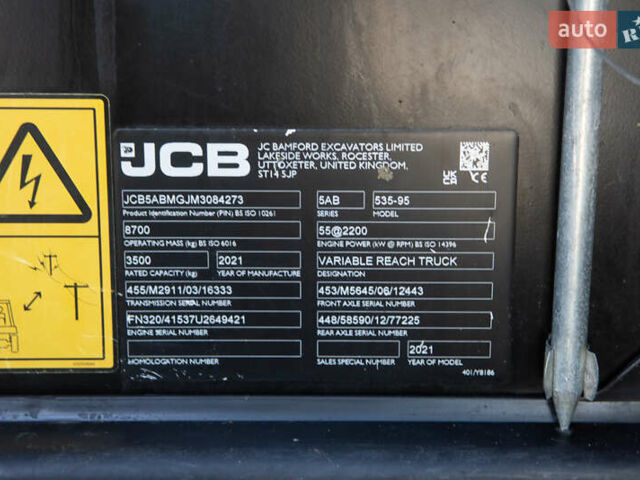 auto
JCB
JC BAMFORD EXCAVATORS LIMITED
LAKESIDE WORKS, ROCESTER,
UTTOXETER, UNITED KINGDOM,
ST14 5JP
UK
CA
CE
JCB5ABMGJM3084273
5AB
535-95
Product Identification Number (PIN) BS ISO 10261
SERIES
MODEL
8700
55@2200
OPERATING MASS (kg) BS ISO 6016
ENGINE POWER (kW @ RPM) BS ISO 14396
3500
2021
VARIABLE REACH TRUCK
RATED CAPACITY (kg)
YEAR OF MANUFACTURE
DESIGNATION
455/M2911/03/16333
453/M5645/06/12443
TRANSMISSION SERIAL NUMBER
FRONT AXLE SERIAL NUMBER
FN320/41537U2649421
448/58590/12/77225
ENGINE SERIAL NUMBER
REAR AXLE SERIAL NUMBER
2021
HOMOLOGATION NUMBER
SALES SPECIAL NUMBER
YEAR OF MODEL
401/Y8186